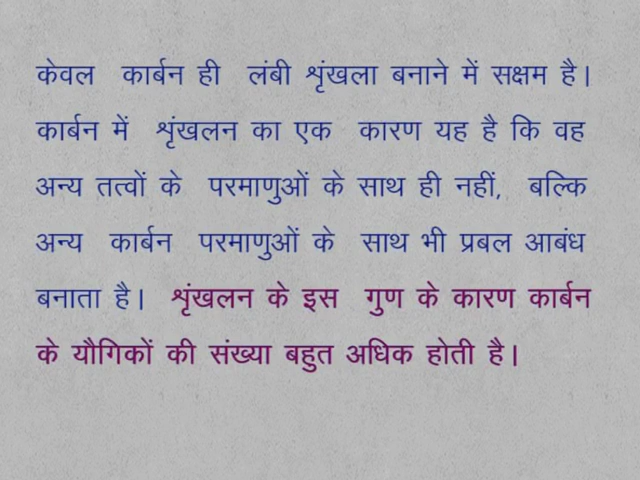 केवल कार्बन ही लंबी शृंखला बनाने में सक्षम है।
कार्बन में शृंखलन का एक कारण यह है कि वह
अन्य तत्वों के परमाणुओं के साथ ही नहीं, बल्कि
अन्य कार्बन परमाणुओं के साथ भी प्रबल आबंध
बनाता है। शृंखलन के इस गुण के कारण कार्बन
के यौगिकों की संख्या बहुत अधिक होती है।